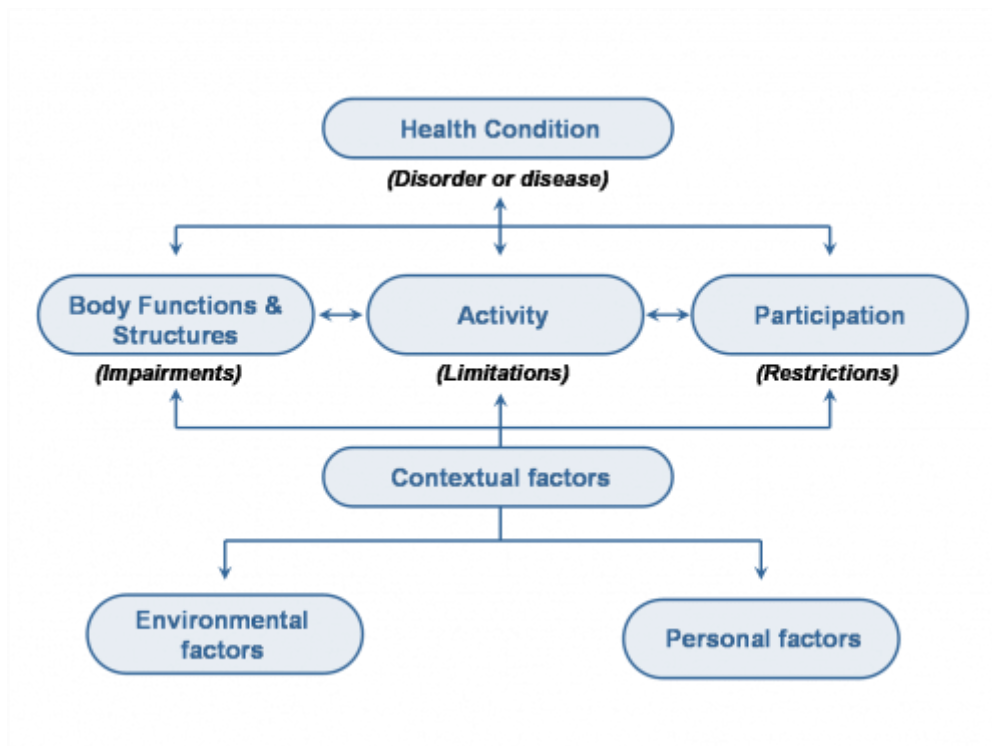 Health Condition
(Disorder or disease)
Body Functions &
Structures
Activity
Participation
(Impairments)
(Limitations)
(Restrictions)
Contextual factors
Environmental
factors
Personal factors